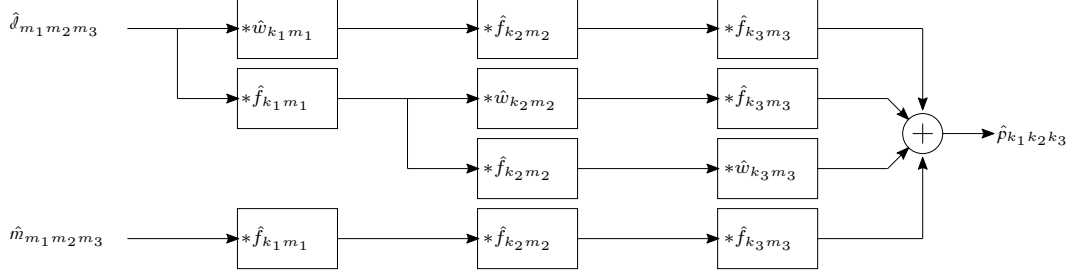 d̂_{m_1 m_2 m_3} *ŵ_{k_1 m_1} *f̂_{k_2 m_2} *f̂_{k_3 m_3}
*f̂_{k_1 m_1} *ŵ_{k_2 m_2} *f̂_{k_3 m_3}
+ p̂_{k_1 k_2 k_3}
*f̂_{k_2 m_2} *ŵ_{k_3 m_3}
m̂_{m_1 m_2 m_3} *f̂_{k_1 m_1} *f̂_{k_2 m_2} *f̂_{k_3 m_3}